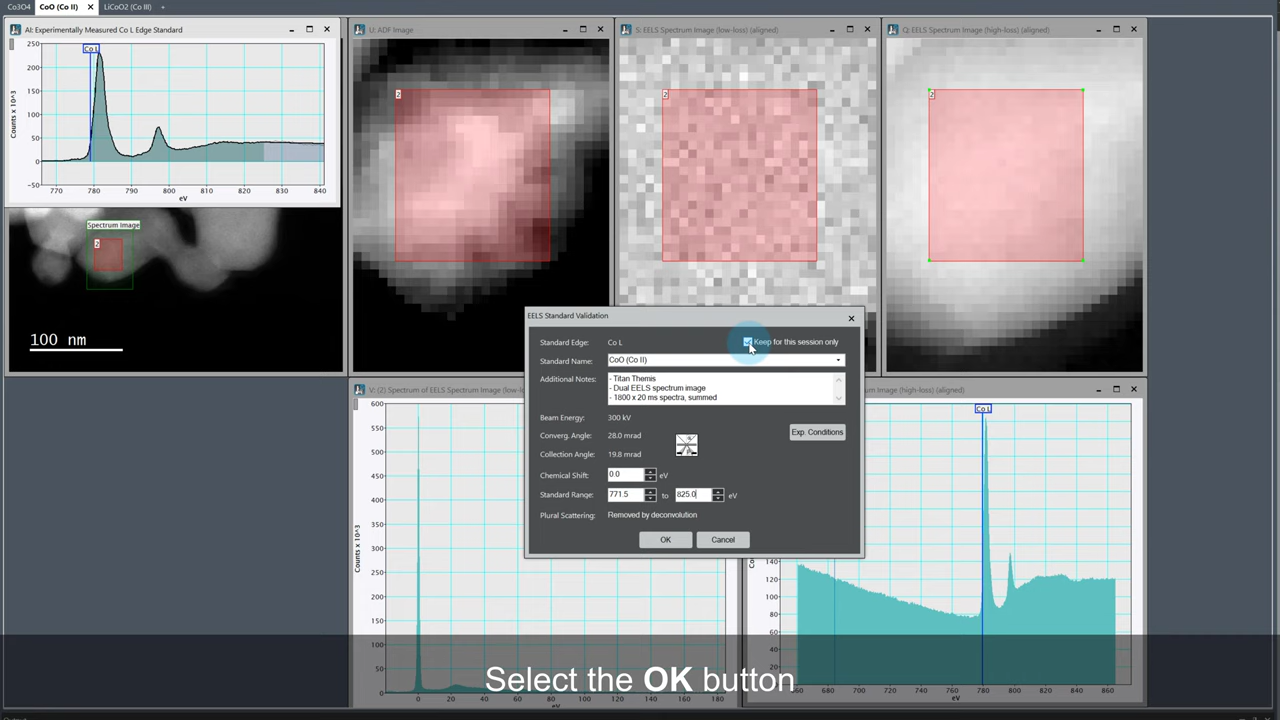 Co3O4
CoO (Co II)
LiCoO2 (Co III)
+
AI: Experimentally Measured Co L Edge Standard
250
200
150
100
50
0
-50
Counts x 10^3
Co L
770 780 790 800 810 820 830 840
eV
Spectrum Image
2
100 nm
U: ADF Image
2
S: EELS Spectrum Image (low-loss) (aligned)
2
Q: EELS Spectrum Image (high-loss) (aligned)
2
EELS Standard Validation
Standard Edge: Co L
Keep for this session only
Standard Name: CoO (Co II)
Additional Notes: - Titan Themis
- Dual EELS spectrum image
- 1800 x 20 ms spectra, summed
Beam Energy: 300 kV
Exp. Conditions
Converg. Angle: 28.0 mrad
Collection Angle: 19.8 mrad
Chemical Shift: 0.0 eV
Standard Range: 771.5 to 825.0 eV
Plural Scattering: Removed by deconvolution
OK Cancel
V: (2) Spectrum of EELS Spectrum Image (low-lo
600
550
500
450
400
350
300
250
200
150
100
50
0
Counts x 10^3
0 20 40 60 80 100 120 140 160 180
eV
(high-loss) (aligned)
Co L
120
100
80
60
40
20
0
Counts x 10^3
660 680 700 720 740 760 780 800 820 840 860
eV
Select the OK button